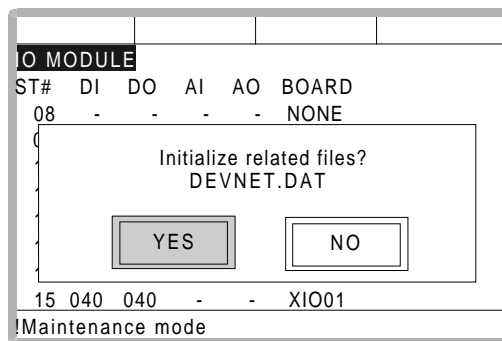 IO MODULE
ST# DI DO AI AO BOARD
08 - - - - NONE
Initialize related files?
DEVNET.DAT
YES NO
15 040 040 - - XIO01
!Maintenance mode